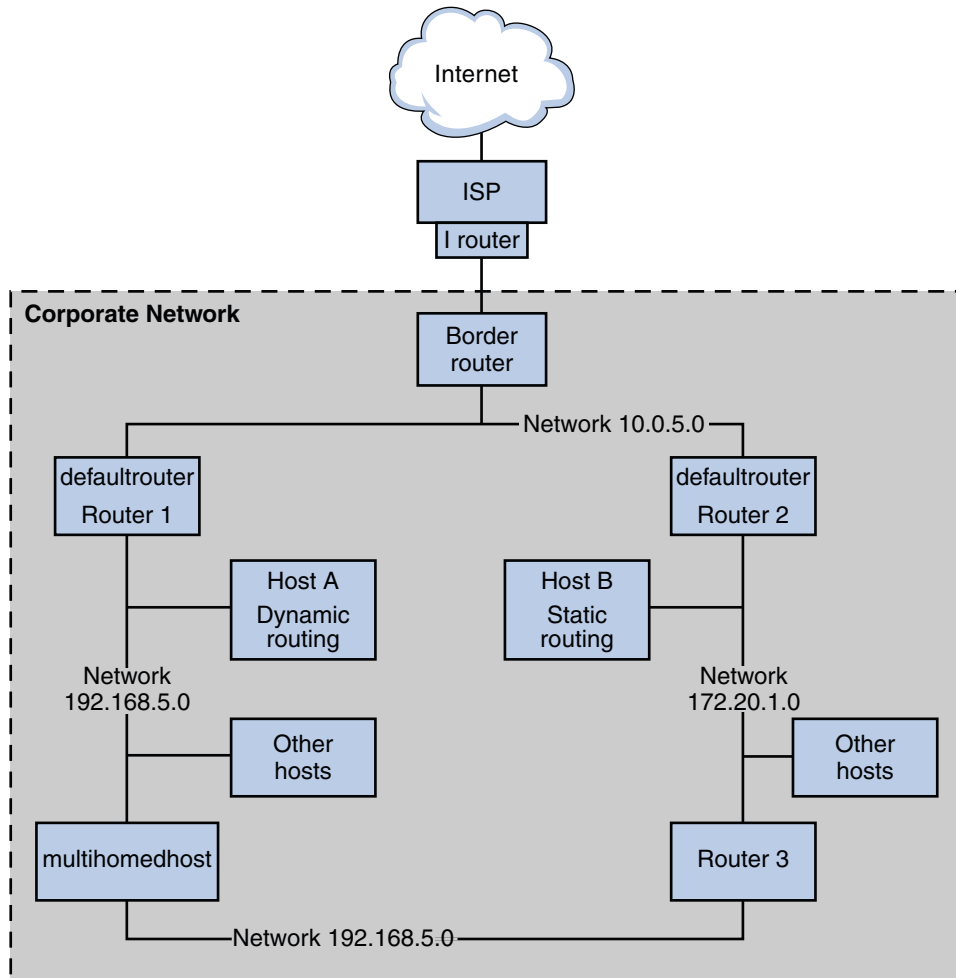 Internet
ISP
I router
Corporate Network
Border
router
Network 10.0.5.0
defaultrouter
Router 1
defaultrouter
Router 2
Host A
Dynamic
routing
Host B
Static
routing
Network
192.168.5.0
Network
172.20.1.0
Other
hosts
Other
hosts
multihomedhost
Router 3
Network 192.168.5.0